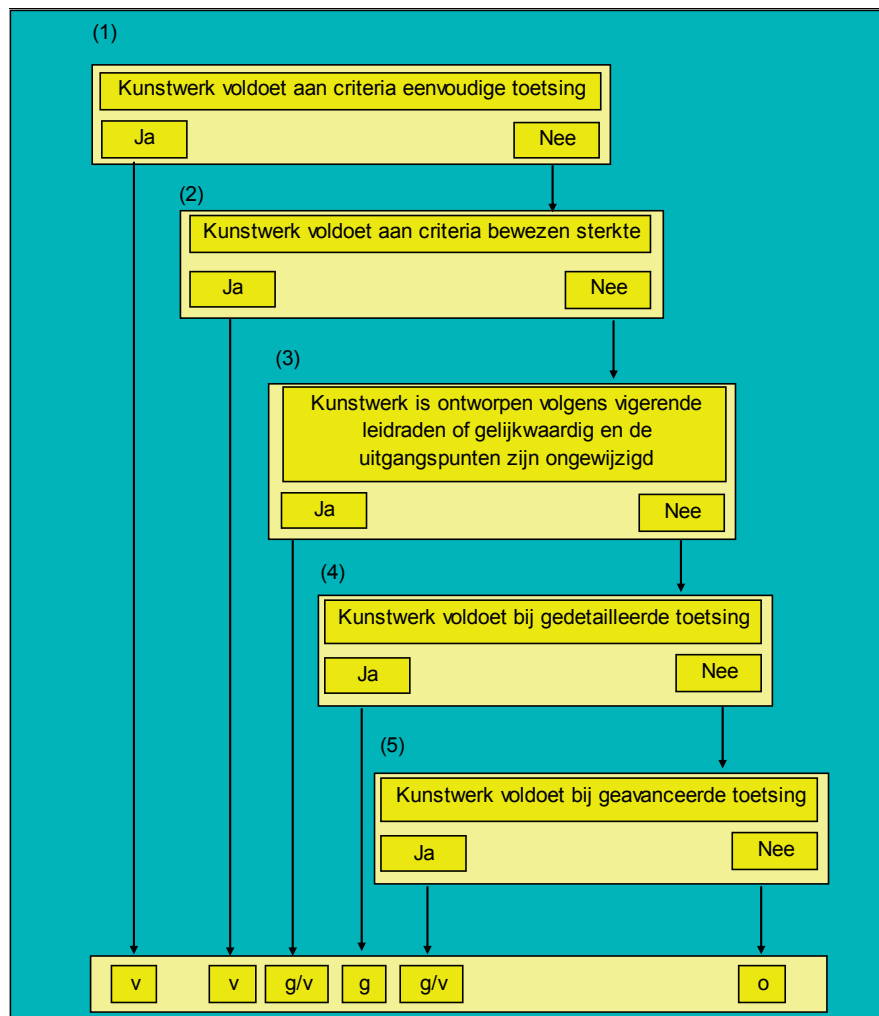 (1)
Kunstwerk voldoet aan criteria eenvoudige toetsing
Ja
Nee
(2)
Kunstwerk voldoet aan criteria bewezen sterkte
Ja
Nee
(3)
Kunstwerk is ontworpen volgens vigerende
leidraden of gelijkwaardig en de
uitgangspunten zijn ongewijzigd
Ja
Nee
(4)
Kunstwerk voldoet bij gedetailleerde toetsing
Ja
Nee
(5)
Kunstwerk voldoet bij geavanceerde toetsing
Ja
Nee
v
v
g/v
g
g/v
o